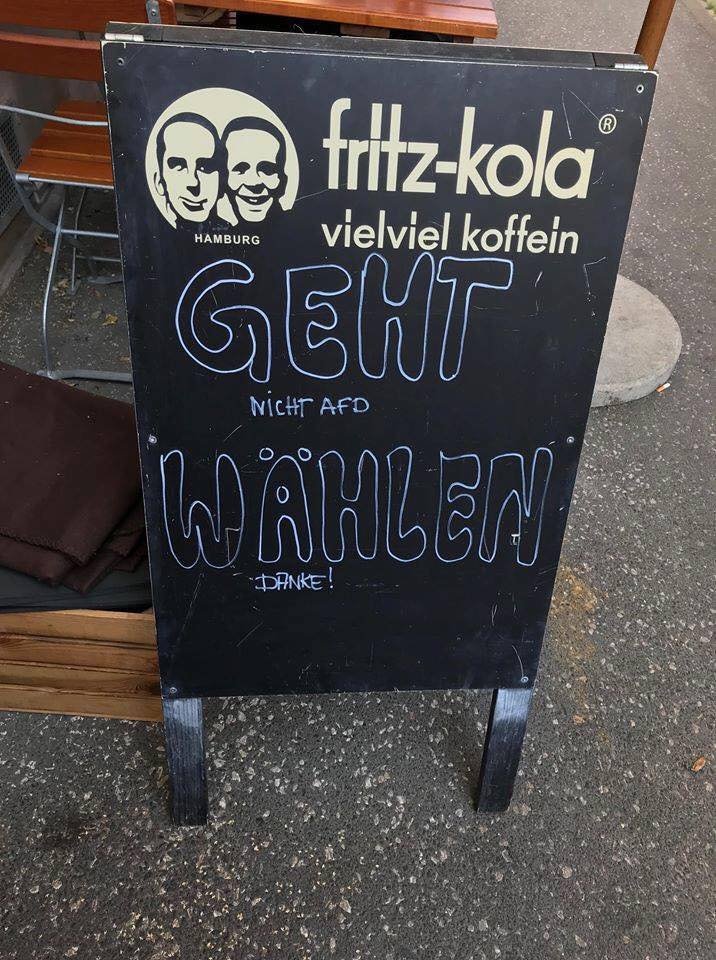 fritz-kola®
HAMBURG
vielviel koffein
GEHT
NICHT AFD
WÄHLEN
DANKE!